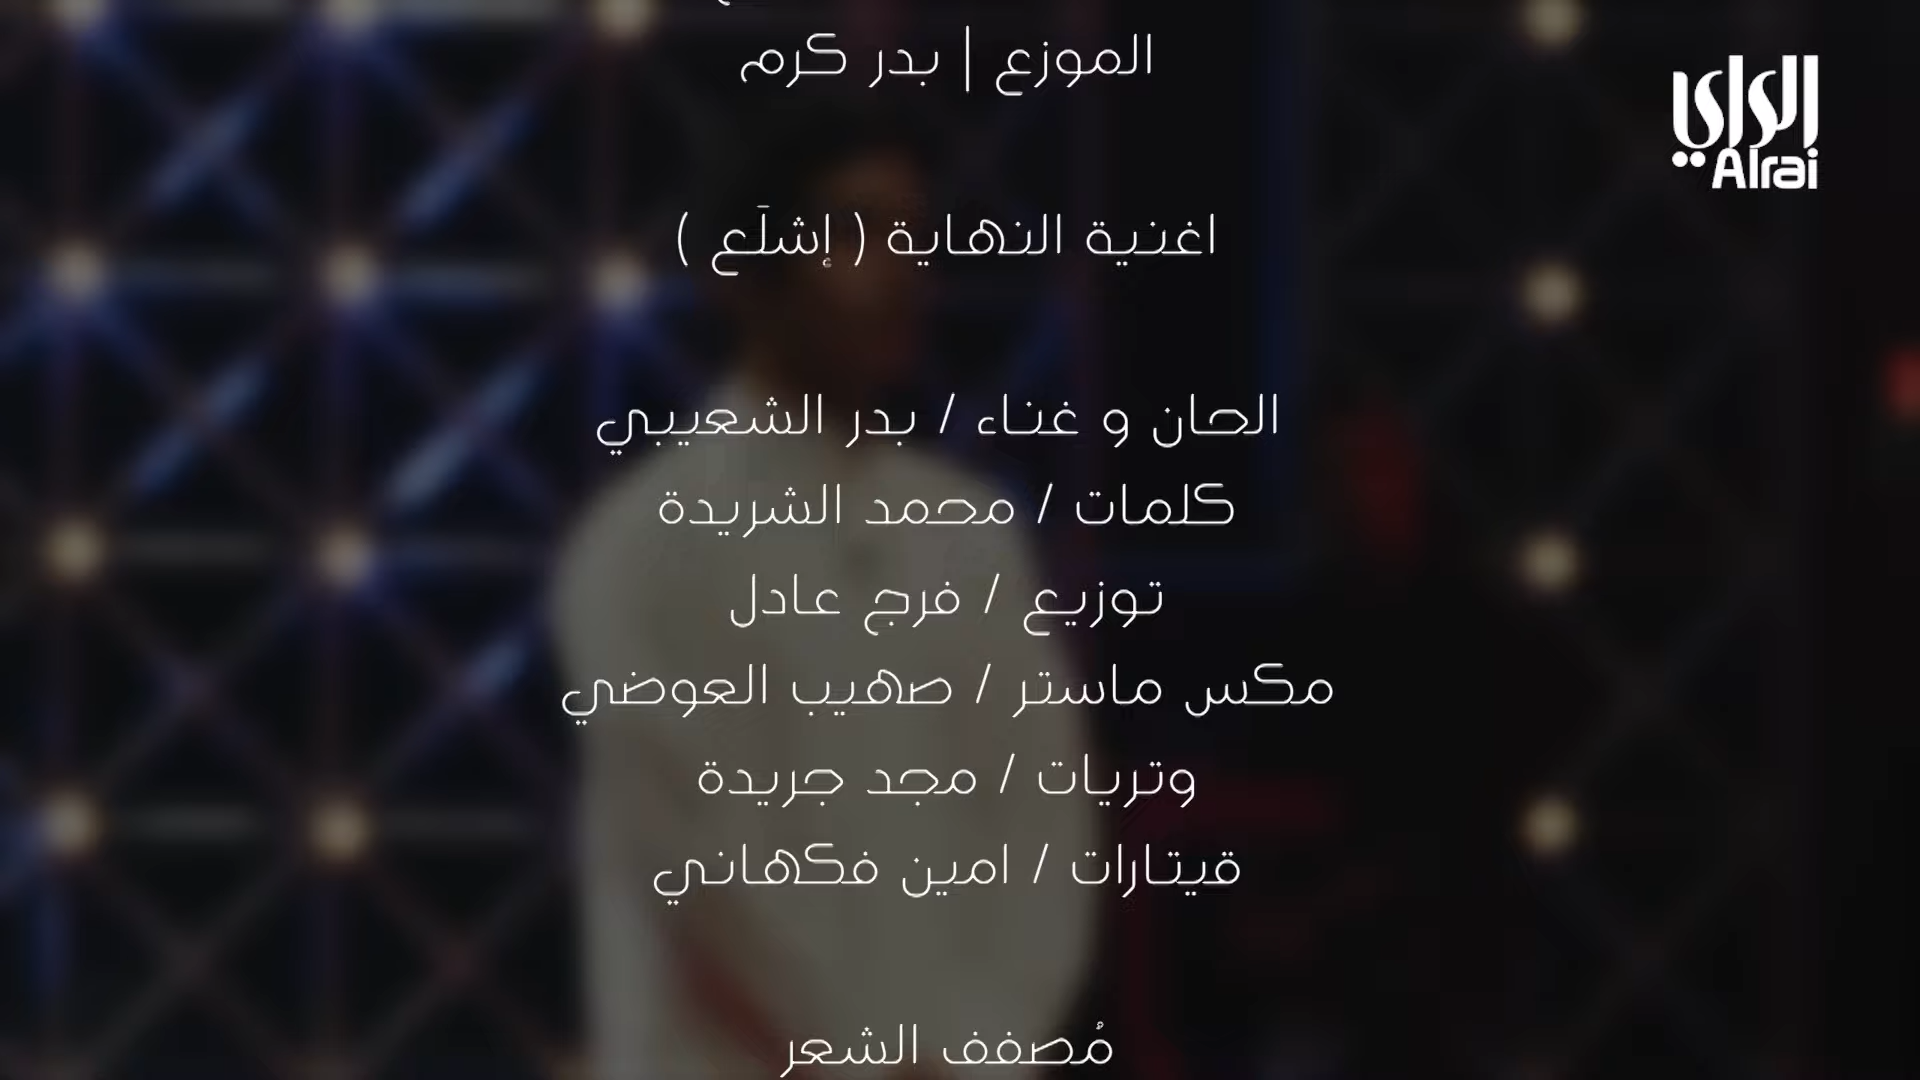 الموزع | بدر كرم
الراي
Alrai
اغنية النهاية ( إشلَع )
الحان و غناء / بدر الشعيبي
كلمات / محمد الشريدة
توزيع / فرج عادل
مكس ماستر / صهيب العوضي
وتريات / مجد جريدة
قيتارات / امين فكهاني
مُصفف الشعر